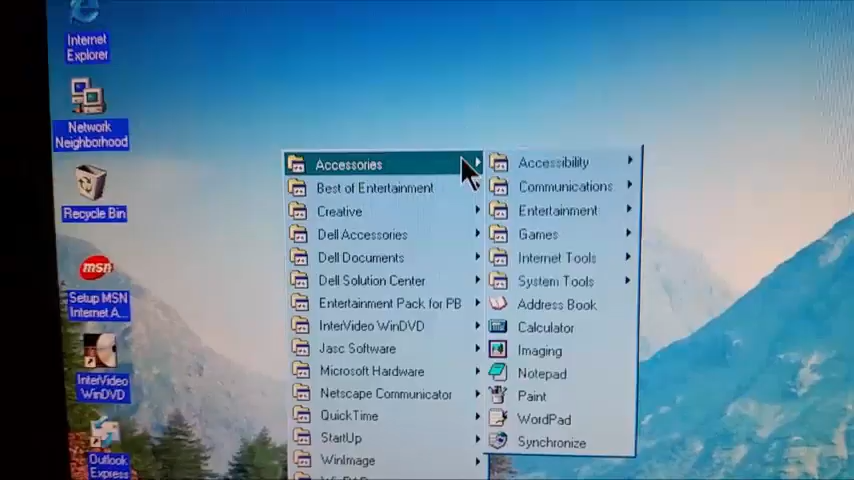 Internet
Explorer
Network
Neighborhood
Recycle Bin
msn
Setup MSN
Internet A...
InterVideo
WinDVD
Outlook
Express
Accessories
Best of Entertainment
Creative
Dell Accessories
Dell Documents
Dell Solution Center
Entertainment Pack for PB
InterVideo WinDVD
Jasc Software
Microsoft Hardware
Netscape Communicator
QuickTime
StartUp
WinImage
Accessibility
Communications
Entertainment
Games
Internet Tools
System Tools
Address Book
Calculator
Imaging
Notepad
Paint
WordPad
Synchronize